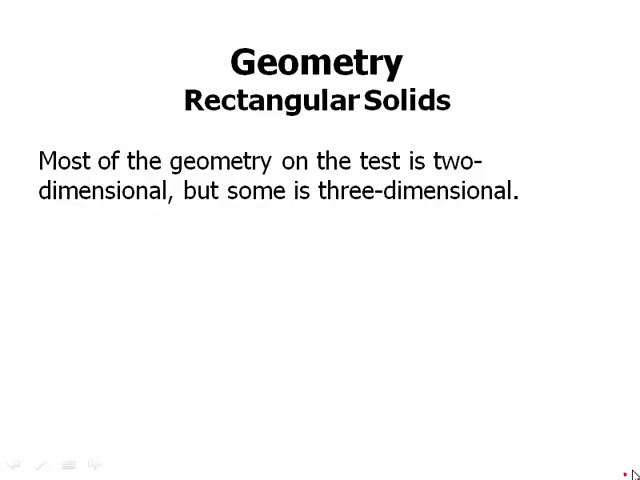 Geometry
Rectangular Solids
Most of the geometry on the test is two-
dimensional, but some is three-dimensional.